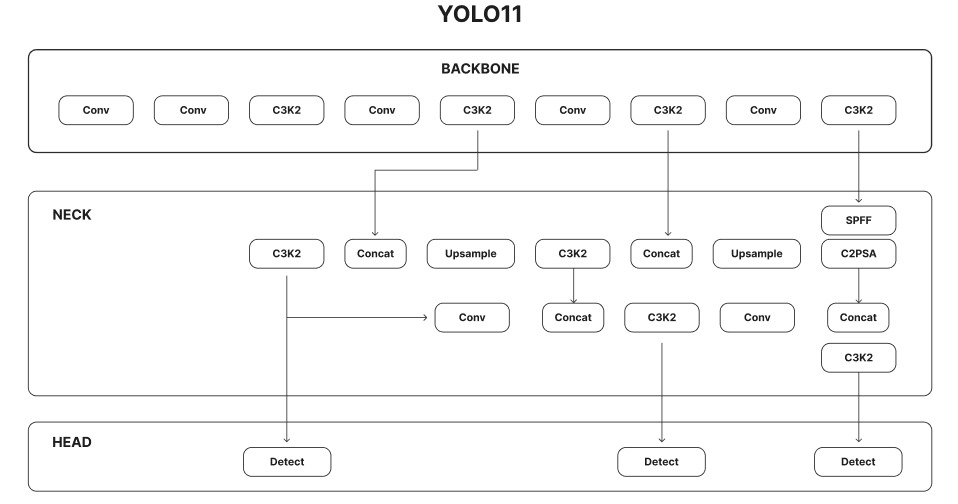 YOLO11
BACKBONE
Conv Conv C3K2 Conv C3K2 Conv C3K2 Conv C3K2
NECK
SPFF
C3K2 Concat Upsample C3K2 Concat Upsample C2PSA
Conv Concat C3K2 Conv Concat
C3K2
HEAD
Detect Detect Detect